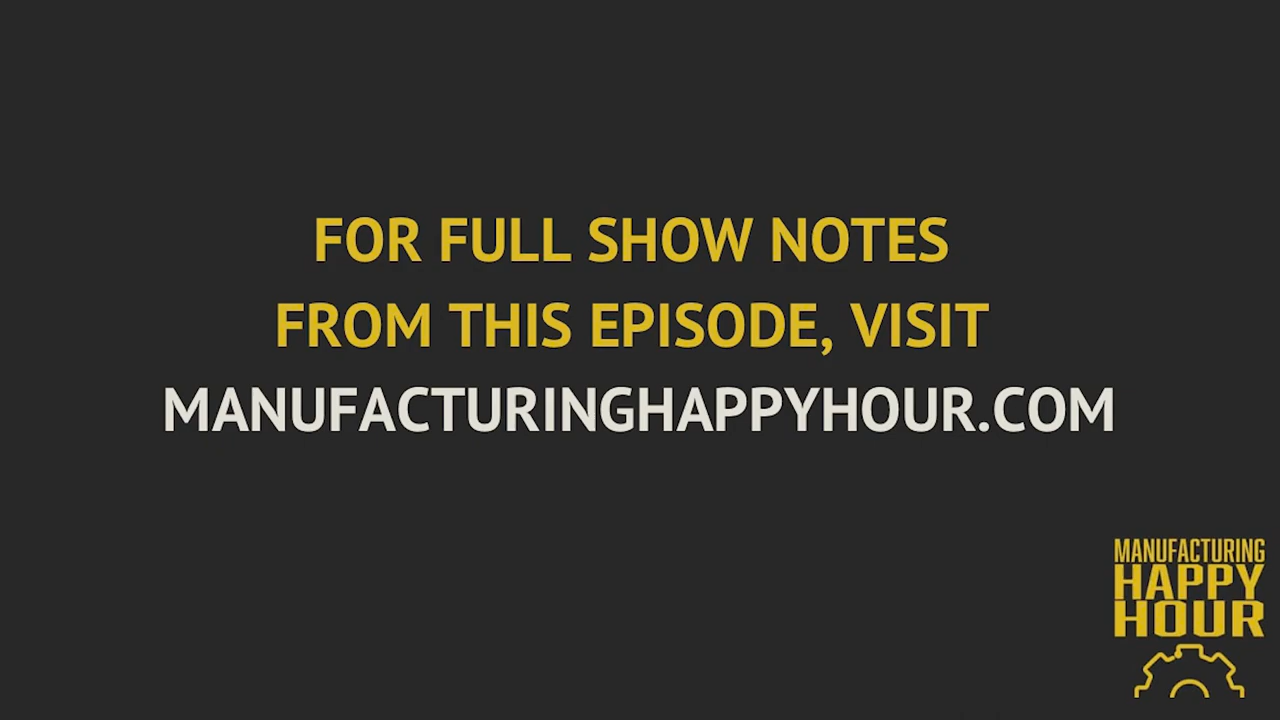 FOR FULL SHOW NOTES
FROM THIS EPISODE, VISIT
MANUFACTURINGHAPPYHOUR.COM
MANUFACTURING
HAPPY
HOUR